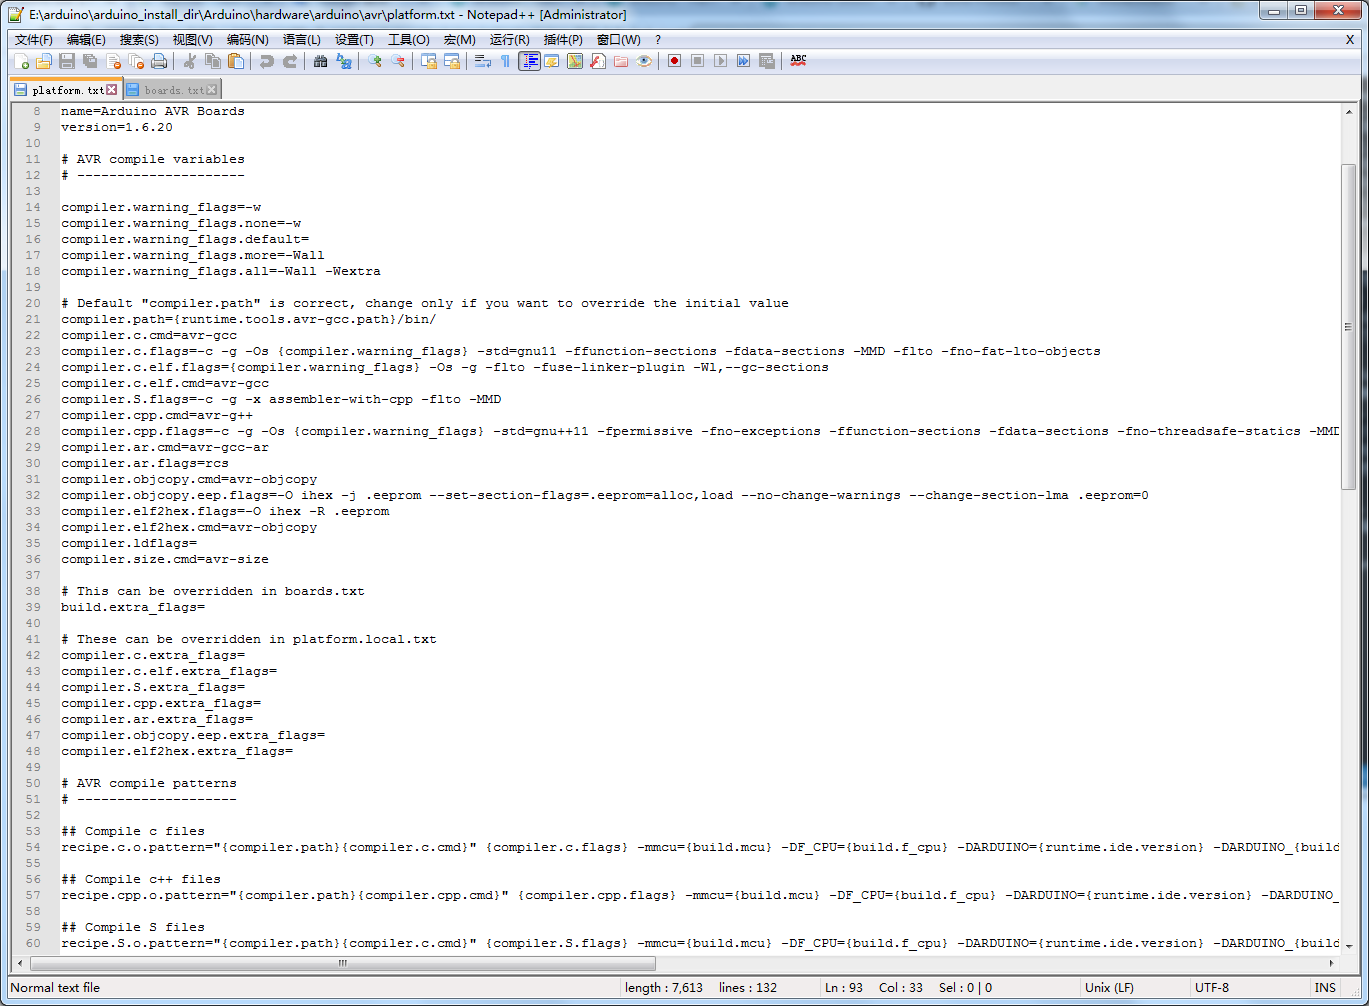 E:\arduino\arduino_install_dir\Arduino\hardware\arduino\avr\platform.txt - Notepad++ [Administrator]
文件(F) 编辑(E) 搜索(S) 视图(V) 编码(N) 语言(L) 设置(T) 工具(O) 宏(M) 运行(R) 插件(P) 窗口(W) ? X
ABC
platform.txt boards.txt
8 name=Arduino AVR Boards
9 version=1.6.20
10
11 # AVR compile variables
12 # ---------------------
13
14 compiler.warning_flags=-w
15 compiler.warning_flags.none=-w
16 compiler.warning_flags.default=
17 compiler.warning_flags.more=-Wall
18 compiler.warning_flags.all=-Wall -Wextra
19
20 # Default "compiler.path" is correct, change only if you want to override the initial value
21 compiler.path={runtime.tools.avr-gcc.path}/bin/
22 compiler.c.cmd=avr-gcc
23 compiler.c.flags=-c -g -Os {compiler.warning_flags} -std=gnu11 -ffunction-sections -fdata-sections -MMD -flto -fno-fat-lto-objects
24 compiler.c.elf.flags={compiler.warning_flags} -Os -g -flto -fuse-linker-plugin -Wl,--gc-sections
25 compiler.c.elf.cmd=avr-gcc
26 compiler.S.flags=-c -g -x assembler-with-cpp -flto -MMD
27 compiler.cpp.cmd=avr-g++
28 compiler.cpp.flags=-c -g -Os {compiler.warning_flags} -std=gnu++11 -fpermissive -fno-exceptions -ffunction-sections -fdata-sections -fno-threadsafe-statics -MMD
29 compiler.ar.cmd=avr-gcc-ar
30 compiler.ar.flags=rcs
31 compiler.objcopy.cmd=avr-objcopy
32 compiler.objcopy.eep.flags=-O ihex -j .eeprom --set-section-flags=.eeprom=alloc,load --no-change-warnings --change-section-lma .eeprom=0
33 compiler.elf2hex.flags=-O ihex -R .eeprom
34 compiler.elf2hex.cmd=avr-objcopy
35 compiler.ldflags=
36 compiler.size.cmd=avr-size
37
38 # This can be overridden in boards.txt
39 build.extra_flags=
40
41 # These can be overridden in platform.local.txt
42 compiler.c.extra_flags=
43 compiler.c.elf.extra_flags=
44 compiler.S.extra_flags=
45 compiler.cpp.extra_flags=
46 compiler.ar.extra_flags=
47 compiler.objcopy.eep.extra_flags=
48 compiler.elf2hex.extra_flags=
49
50 # AVR compile patterns
51 # --------------------
52
53 ## Compile c files
54 recipe.c.o.pattern="{compiler.path}{compiler.c.cmd}" {compiler.c.flags} -mmcu={build.mcu} -DF_CPU={build.f_cpu} -DARDUINO={runtime.ide.version} -DARDUINO_{build
55
56 ## Compile c++ files
57 recipe.cpp.o.pattern="{compiler.path}{compiler.cpp.cmd}" {compiler.cpp.flags} -mmcu={build.mcu} -DF_CPU={build.f_cpu} -DARDUINO={runtime.ide.version} -DARDUINO_
58
59 ## Compile S files
60 recipe.S.o.pattern="{compiler.path}{compiler.c.cmd}" {compiler.S.flags} -mmcu={build.mcu} -DF_CPU={build.f_cpu} -DARDUINO={runtime.ide.version} -DARDUINO_{build
Normal text file length : 7,613 lines : 132 Ln : 93 Col : 33 Sel : 0 | 0 Unix (LF) UTF-8 INS